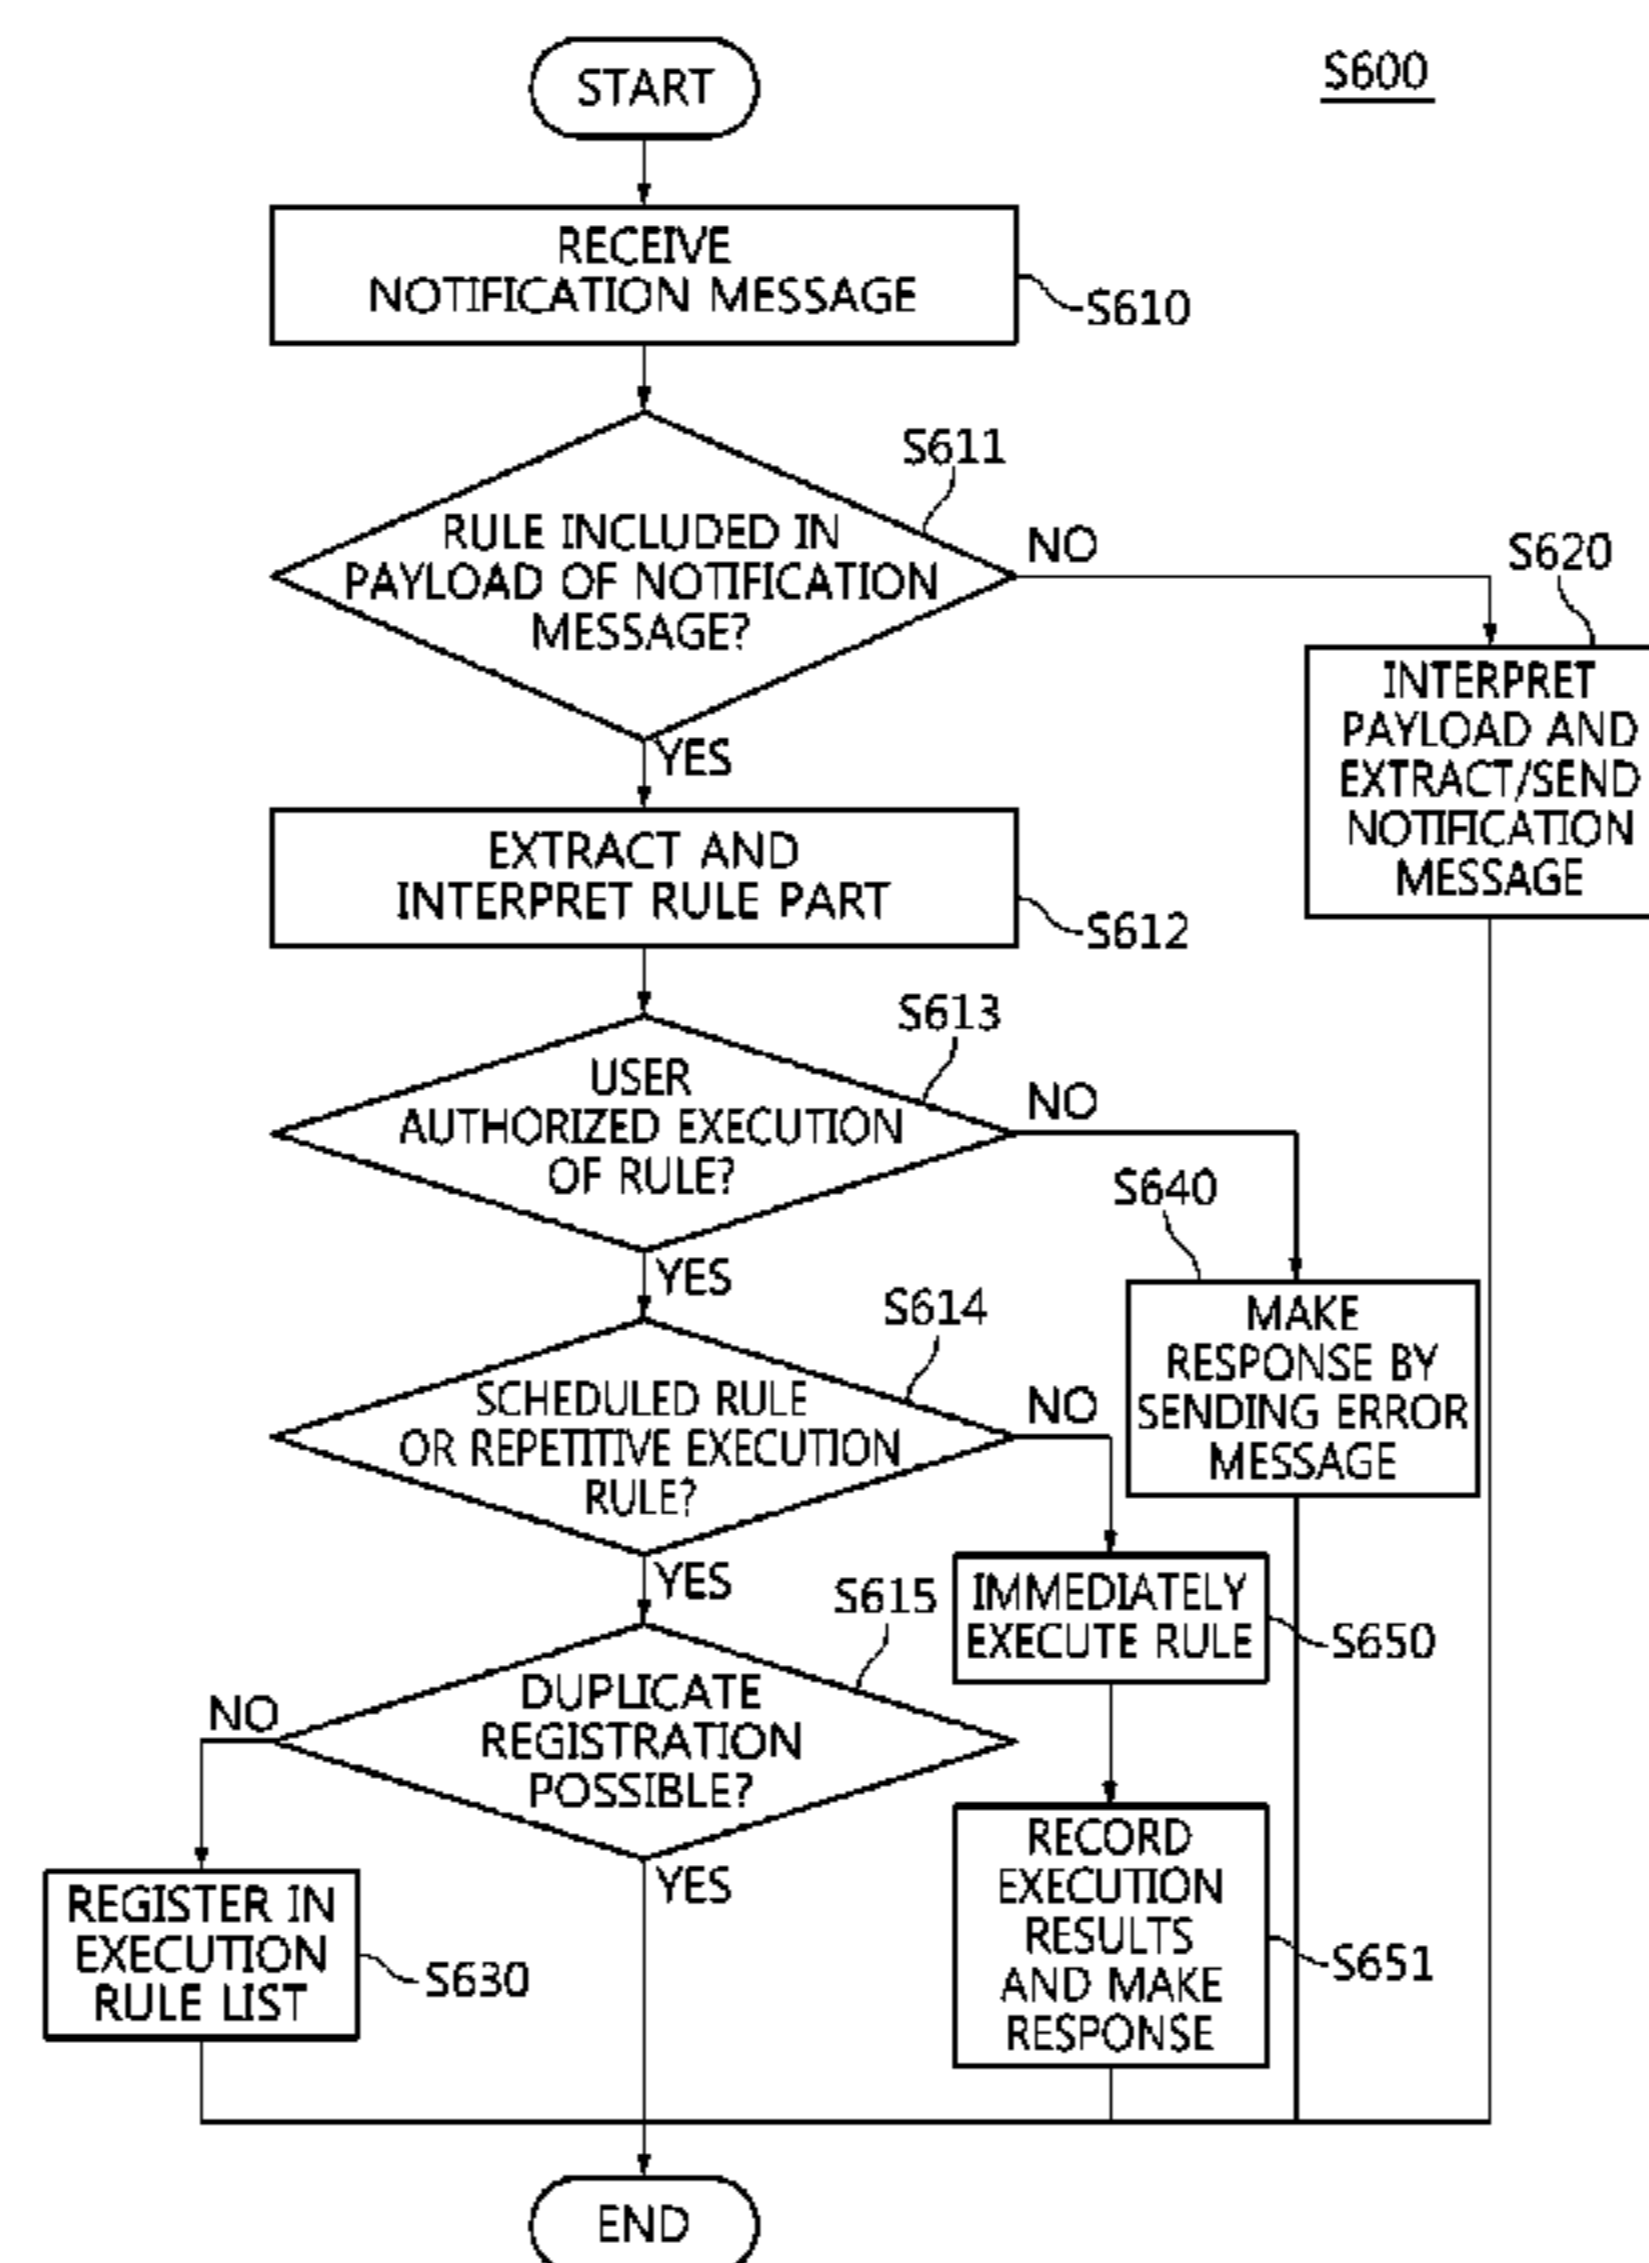 START
S600
RECEIVE
NOTIFICATION MESSAGE
S610
S611
RULE INCLUDED IN
PAYLOAD OF NOTIFICATION
MESSAGE?
NO
S620
INTERPRET
PAYLOAD AND
EXTRACT/SEND
NOTIFICATION
MESSAGE
YES
EXTRACT AND
INTERPRET RULE PART
S612
S613
USER
AUTHORIZED EXECUTION
OF RULE?
NO
S640
MAKE
RESPONSE BY
SENDING ERROR
MESSAGE
YES
S614
SCHEDULED RULE
OR REPETITIVE EXECUTION
RULE?
NO
IMMEDIATELY
EXECUTE RULE
S650
YES
S615
DUPLICATE
REGISTRATION
POSSIBLE?
NO
REGISTER IN
EXECUTION
RULE LIST
S630
YES
RECORD
EXECUTION
RESULTS
AND MAKE
RESPONSE
S651
END